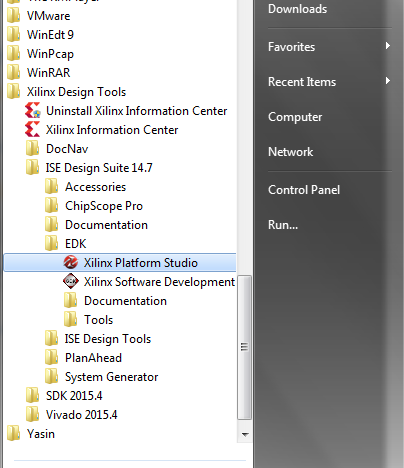 VMware
WinEdt 9
WinPcap
WinRAR
Xilinx Design Tools
Uninstall Xilinx Information Center
Xilinx Information Center
DocNav
ISE Design Suite 14.7
Accessories
ChipScope Pro
Documentation
EDK
Xilinx Platform Studio
Xilinx Software Development
Documentation
Tools
ISE Design Tools
PlanAhead
System Generator
SDK 2015.4
Vivado 2015.4
Yasin
Downloads
Favorites
Recent Items
Computer
Network
Control Panel
Run...